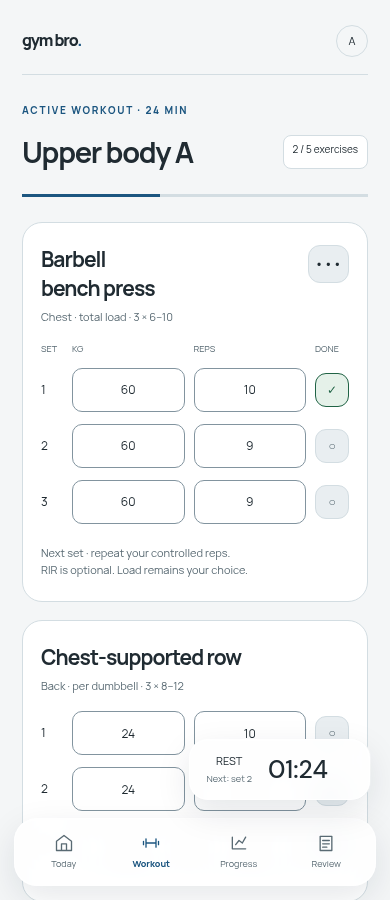 gym bro.
A
ACTIVE WORKOUT · 24 MIN
Upper body A
2 / 5 exercises
Barbell
bench press
Chest · total load · 3 × 6–10
SET KG REPS DONE
1 60 10 ✓
2 60 9 ○
3 60 9 ○
Next set · repeat your controlled reps.
RIR is optional. Load remains your choice.
Chest-supported row
Back · per dumbbell · 3 × 8–12
1 24 10 ○
2 24
REST
Next: set 2
01:24
Today Workout Progress Review